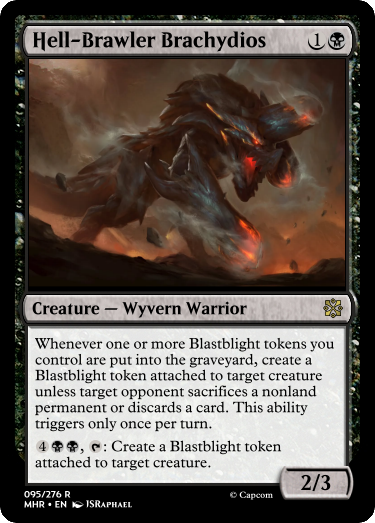 Hell-Brawler Brachydios 1
Creature — Wyvern Warrior
Whenever one or more Blastblight tokens you
control are put into the graveyard, create a
Blastblight token attached to target creature
unless target opponent sacrifices a nonland
permanent or discards a card. This ability
triggers only once per turn.
4, : Create a Blastblight token
attached to target creature.
2/3
095/276 R
MHR • EN JSRaphael
© Capcom